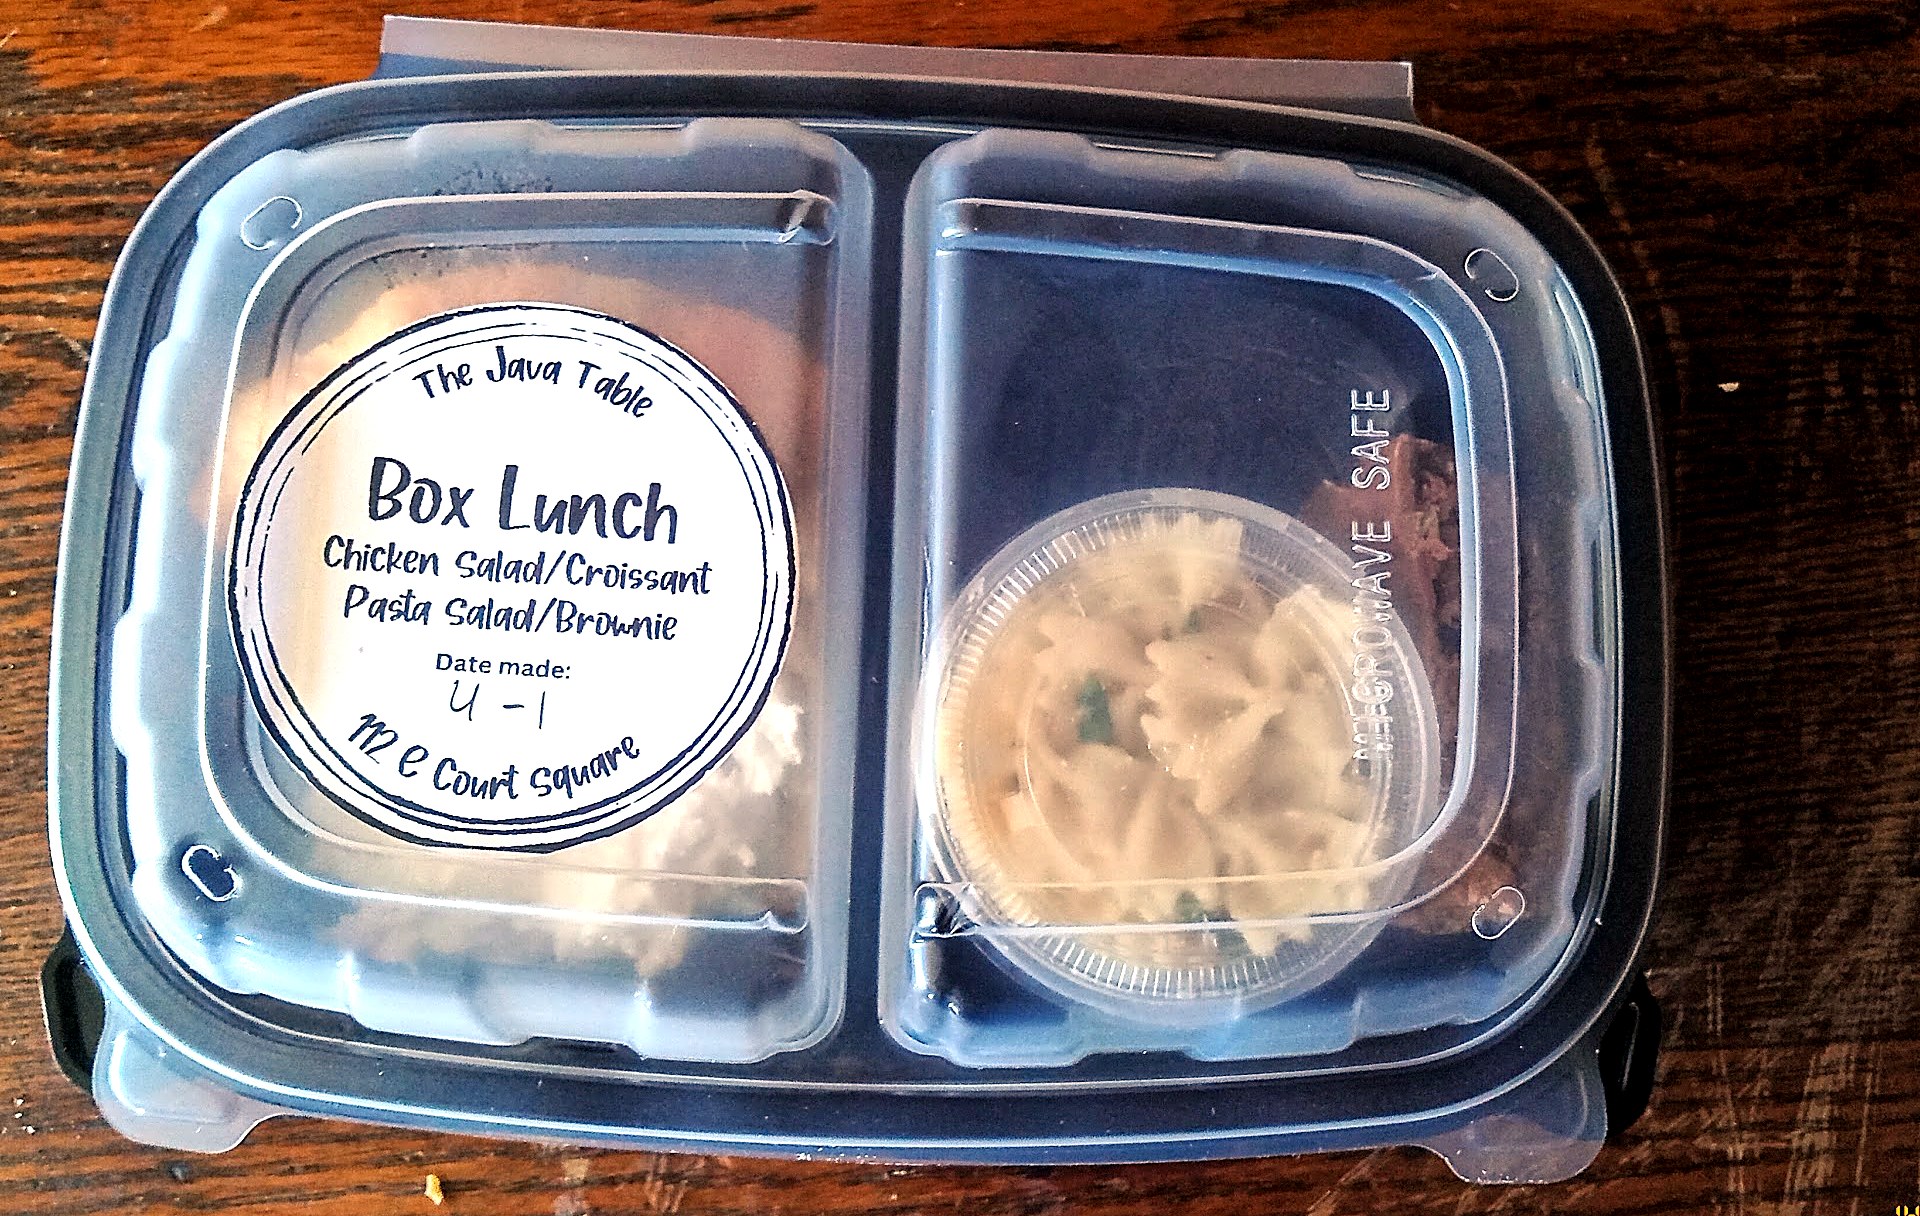 The Java Table
Box Lunch
Chicken Salad/Croissant
Pasta Salad/Brownie
Date made:
4-1
112 E Court Square
MICROWAVE SAFE